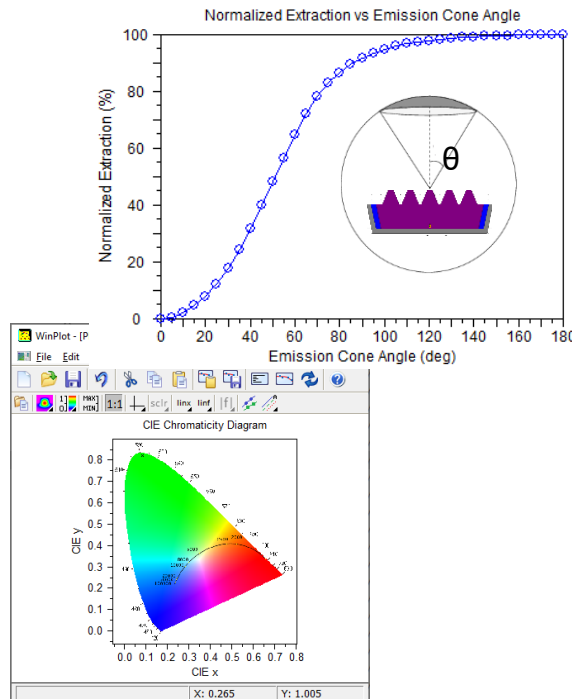 Normalized Extraction vs Emission Cone Angle
100
80
60
40
20
0
Normalized Extraction (%)
θ
0 20 40 60 80 100 120 140 160 180
Emission Cone Angle (deg)
WinPlot - [P
File Edit
1:1 sclr linx linf |f|
CIE Chromaticity Diagram
0.8
0.7
0.6
0.5
0.4
0.3
0.2
0.1
0.0
CIE y
0.0 0.1 0.2 0.3 0.4 0.5 0.6 0.7 0.8
CIE x
X: 0.265 Y: 1.005